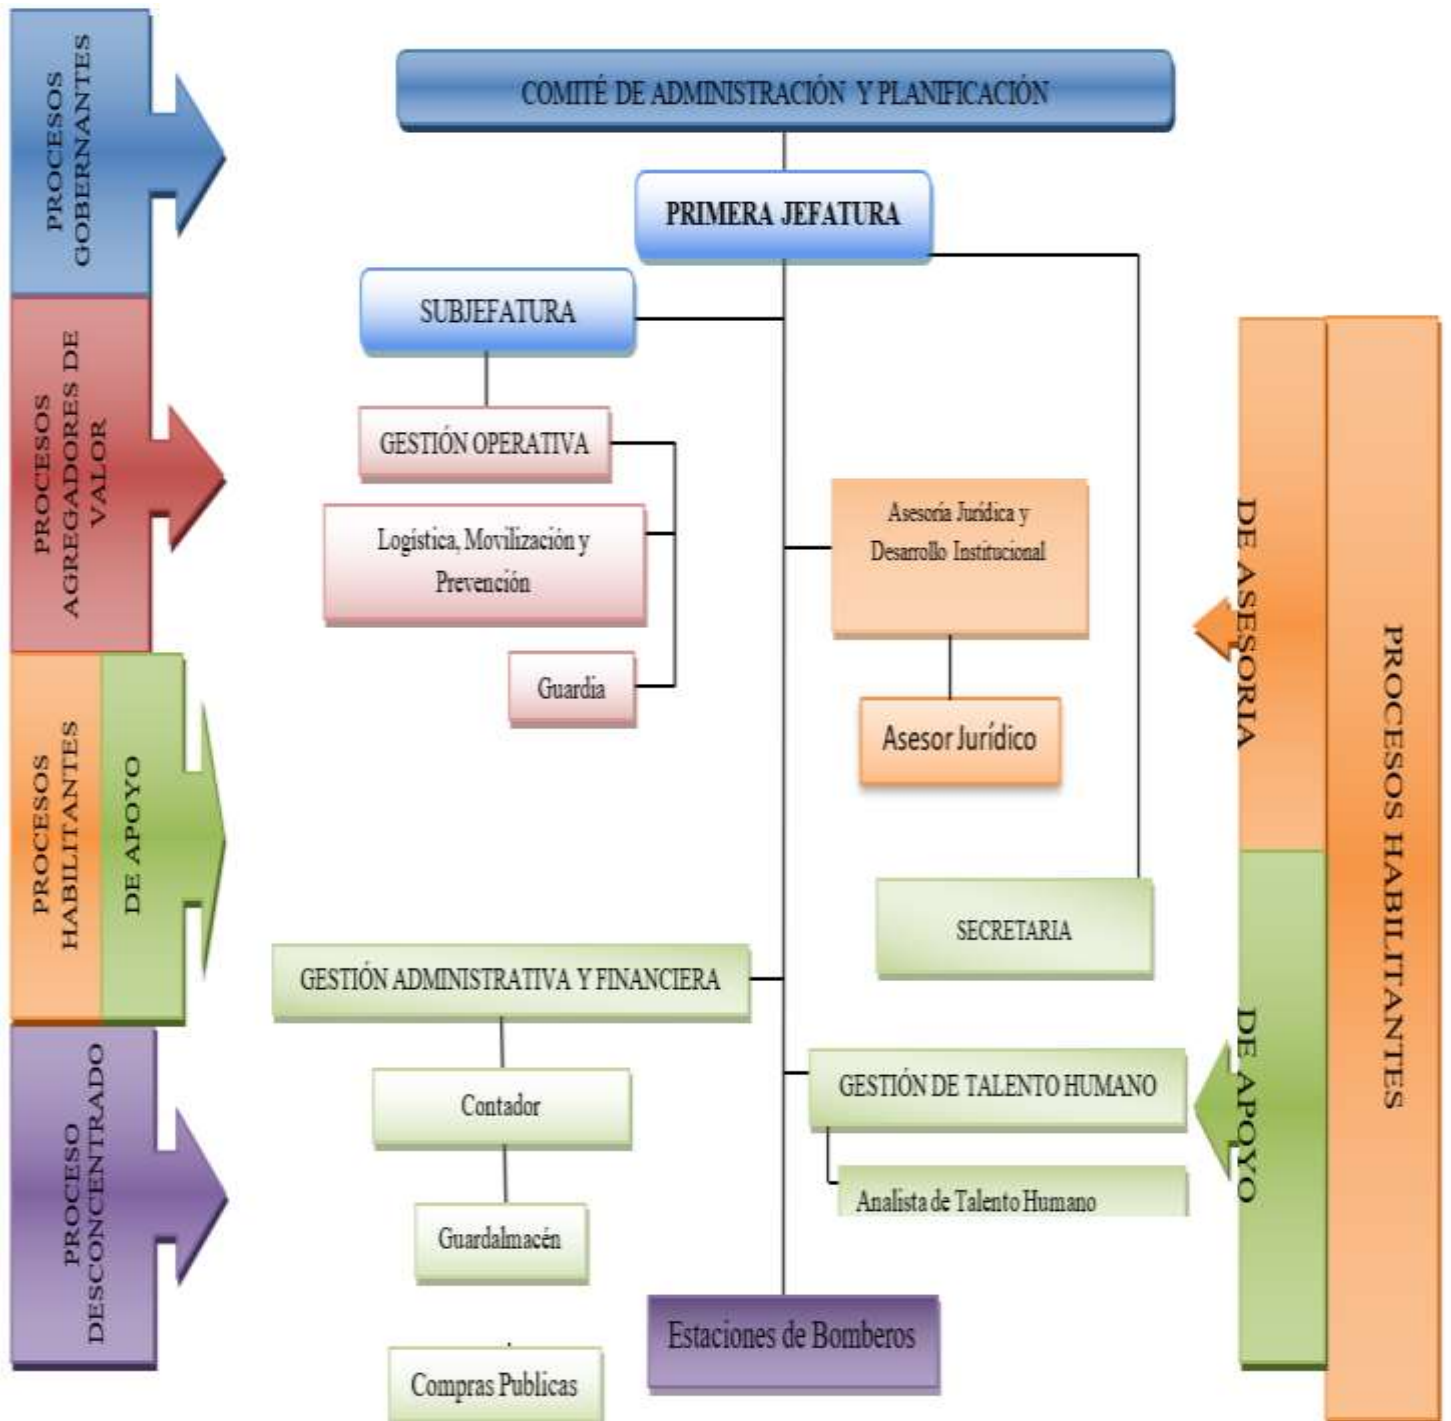 PROCESOS
GOBERNANTES
COMITÉ DE ADMINISTRACIÓN Y PLANIFICACIÓN
PRIMERA JEFATURA
SUBJEFATURA
PROCESOS
AGREGADORES DE
VALOR
GESTIÓN OPERATIVA
Logística, Movilización y
Prevención
Guardia
Asesoría Jurídica y
Desarrollo Institucional
Asesor Jurídico
DE ASESORIA
PROCESOS HABILITANTES
PROCESOS
HABILITANTES
DE APOYO
SECRETARIA
GESTIÓN ADMINISTRATIVA Y FINANCIERA
Contador
Guardalmacén
Compras Publicas
GESTIÓN DE TALENTO HUMANO
Analista de Talento Humano
DE APOYO
PROCESO
DESCONCENTRADO
Estaciones de Bomberos